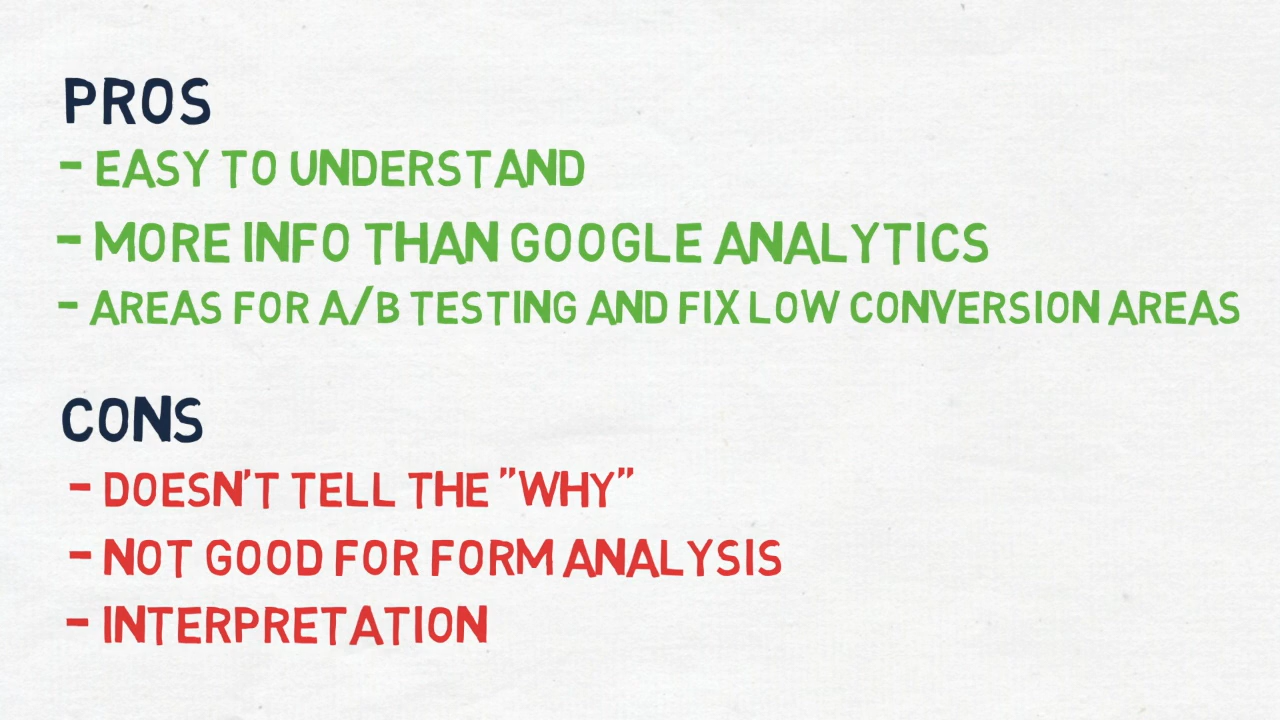 PROS
- EASY TO UNDERSTAND
- MORE INFO THAN GOOGLE ANALYTICS
- AREAS FOR A/B TESTING AND FIX LOW CONVERSION AREAS
CONS
- DOESN'T TELL THE "WHY"
- NOT GOOD FOR FORM ANALYSIS
- INTERPRETATION